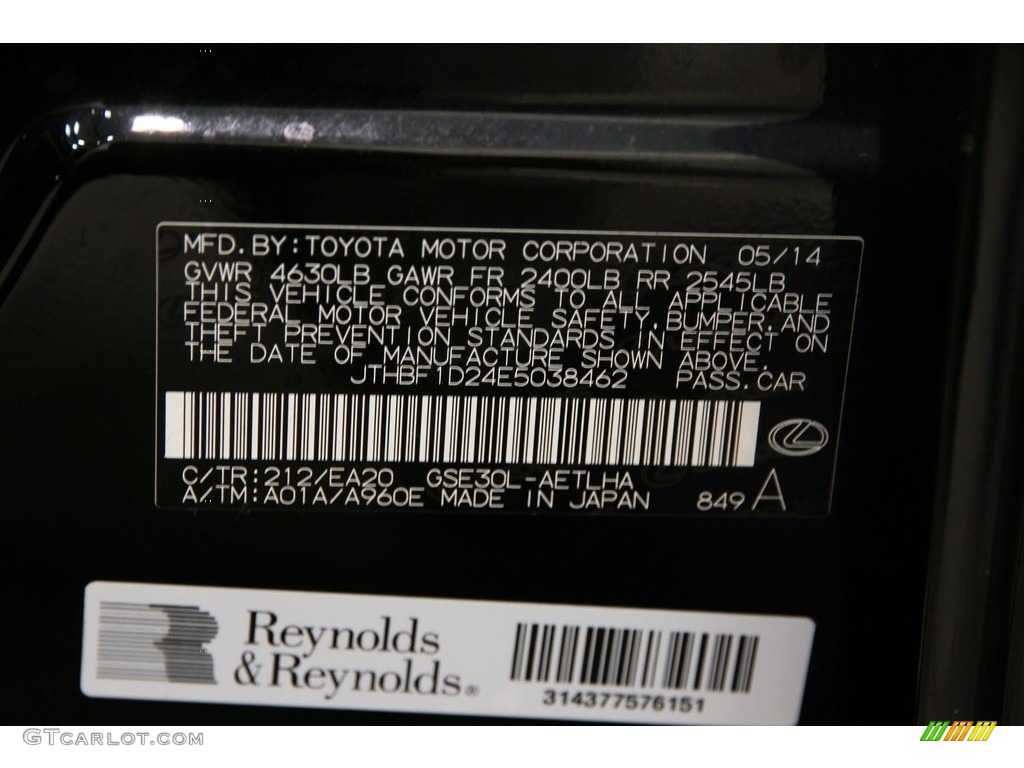 MFD. BY: TOYOTA MOTOR CORPORATION 05/14
GVWR 4630LB GAWR FR 2400LB RR 2545LB
THIS VEHICLE CONFORMS TO ALL APPLICABLE
FEDERAL MOTOR VEHICLE SAFETY, BUMPER, AND
THEFT PREVENTION STANDARDS IN EFFECT ON
THE DATE OF MANUFACTURE SHOWN ABOVE.
JTHBF1D24E5038462 PASS. CAR
C/TR: 212/EA20 GSE30L-AETLHA
A/TM: A01A/A960E MADE IN JAPAN 849 A
Reynolds
& Reynolds®
314377576151
GTCarlot.com